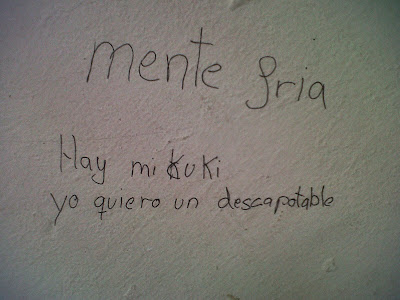 mente fria
Hay mi Kuki
yo quiero un descapotable